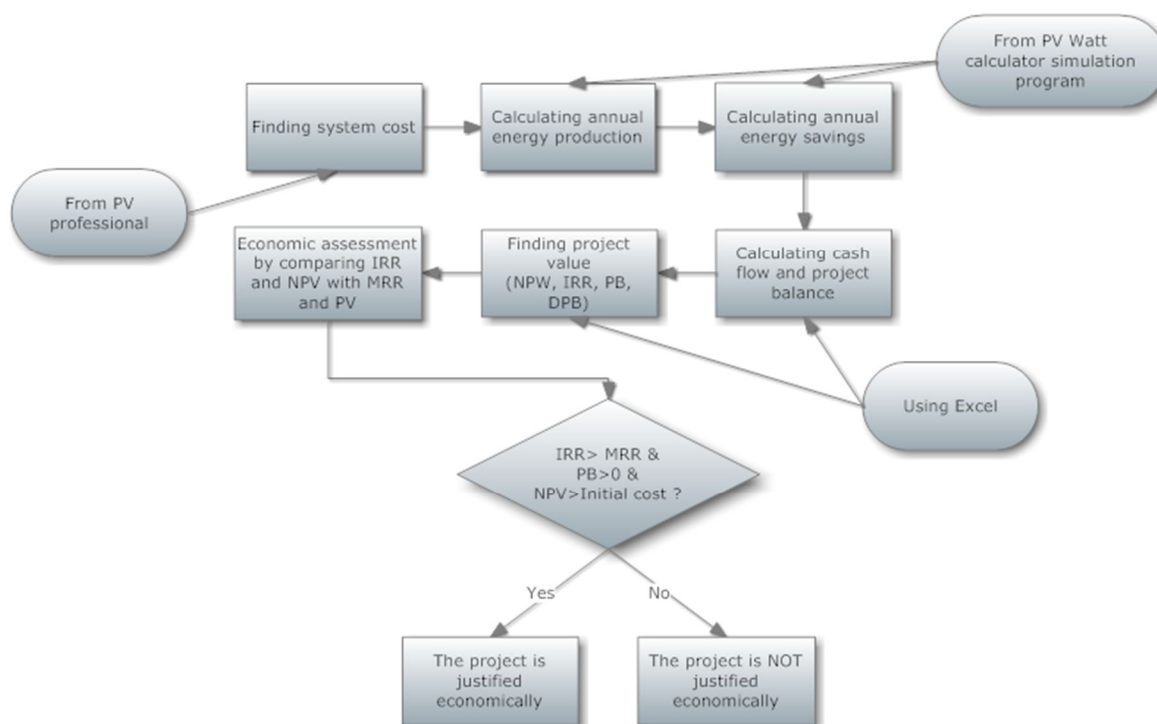 From PV Watt
calculator simulation
program
Finding system cost
Calculating annual
energy production
Calculating annual
energy savings
From PV
professional
Economic assessment
by comparing IRR
and NPV with MRR
and PV
Finding project
value
(NPW, IRR, PB,
DPB)
Calculating cash
flow and project
balance
Using Excel
IRR> MRR &
PB>0 &
NPV>Initial cost ?
Yes
No
The project is
justified
economically
The project is NOT
justified
economically